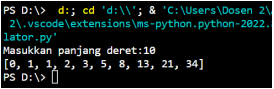 PS D:\>  d:; cd 'd:\\'; & 'C:\Users\Dosen 2\
2\.vscode\extensions\ms-python.python-2022.
lator.py'
Masukkan panjang deret:10
[0, 1, 1, 2, 3, 5, 8, 13, 21, 34]
PS D:\>